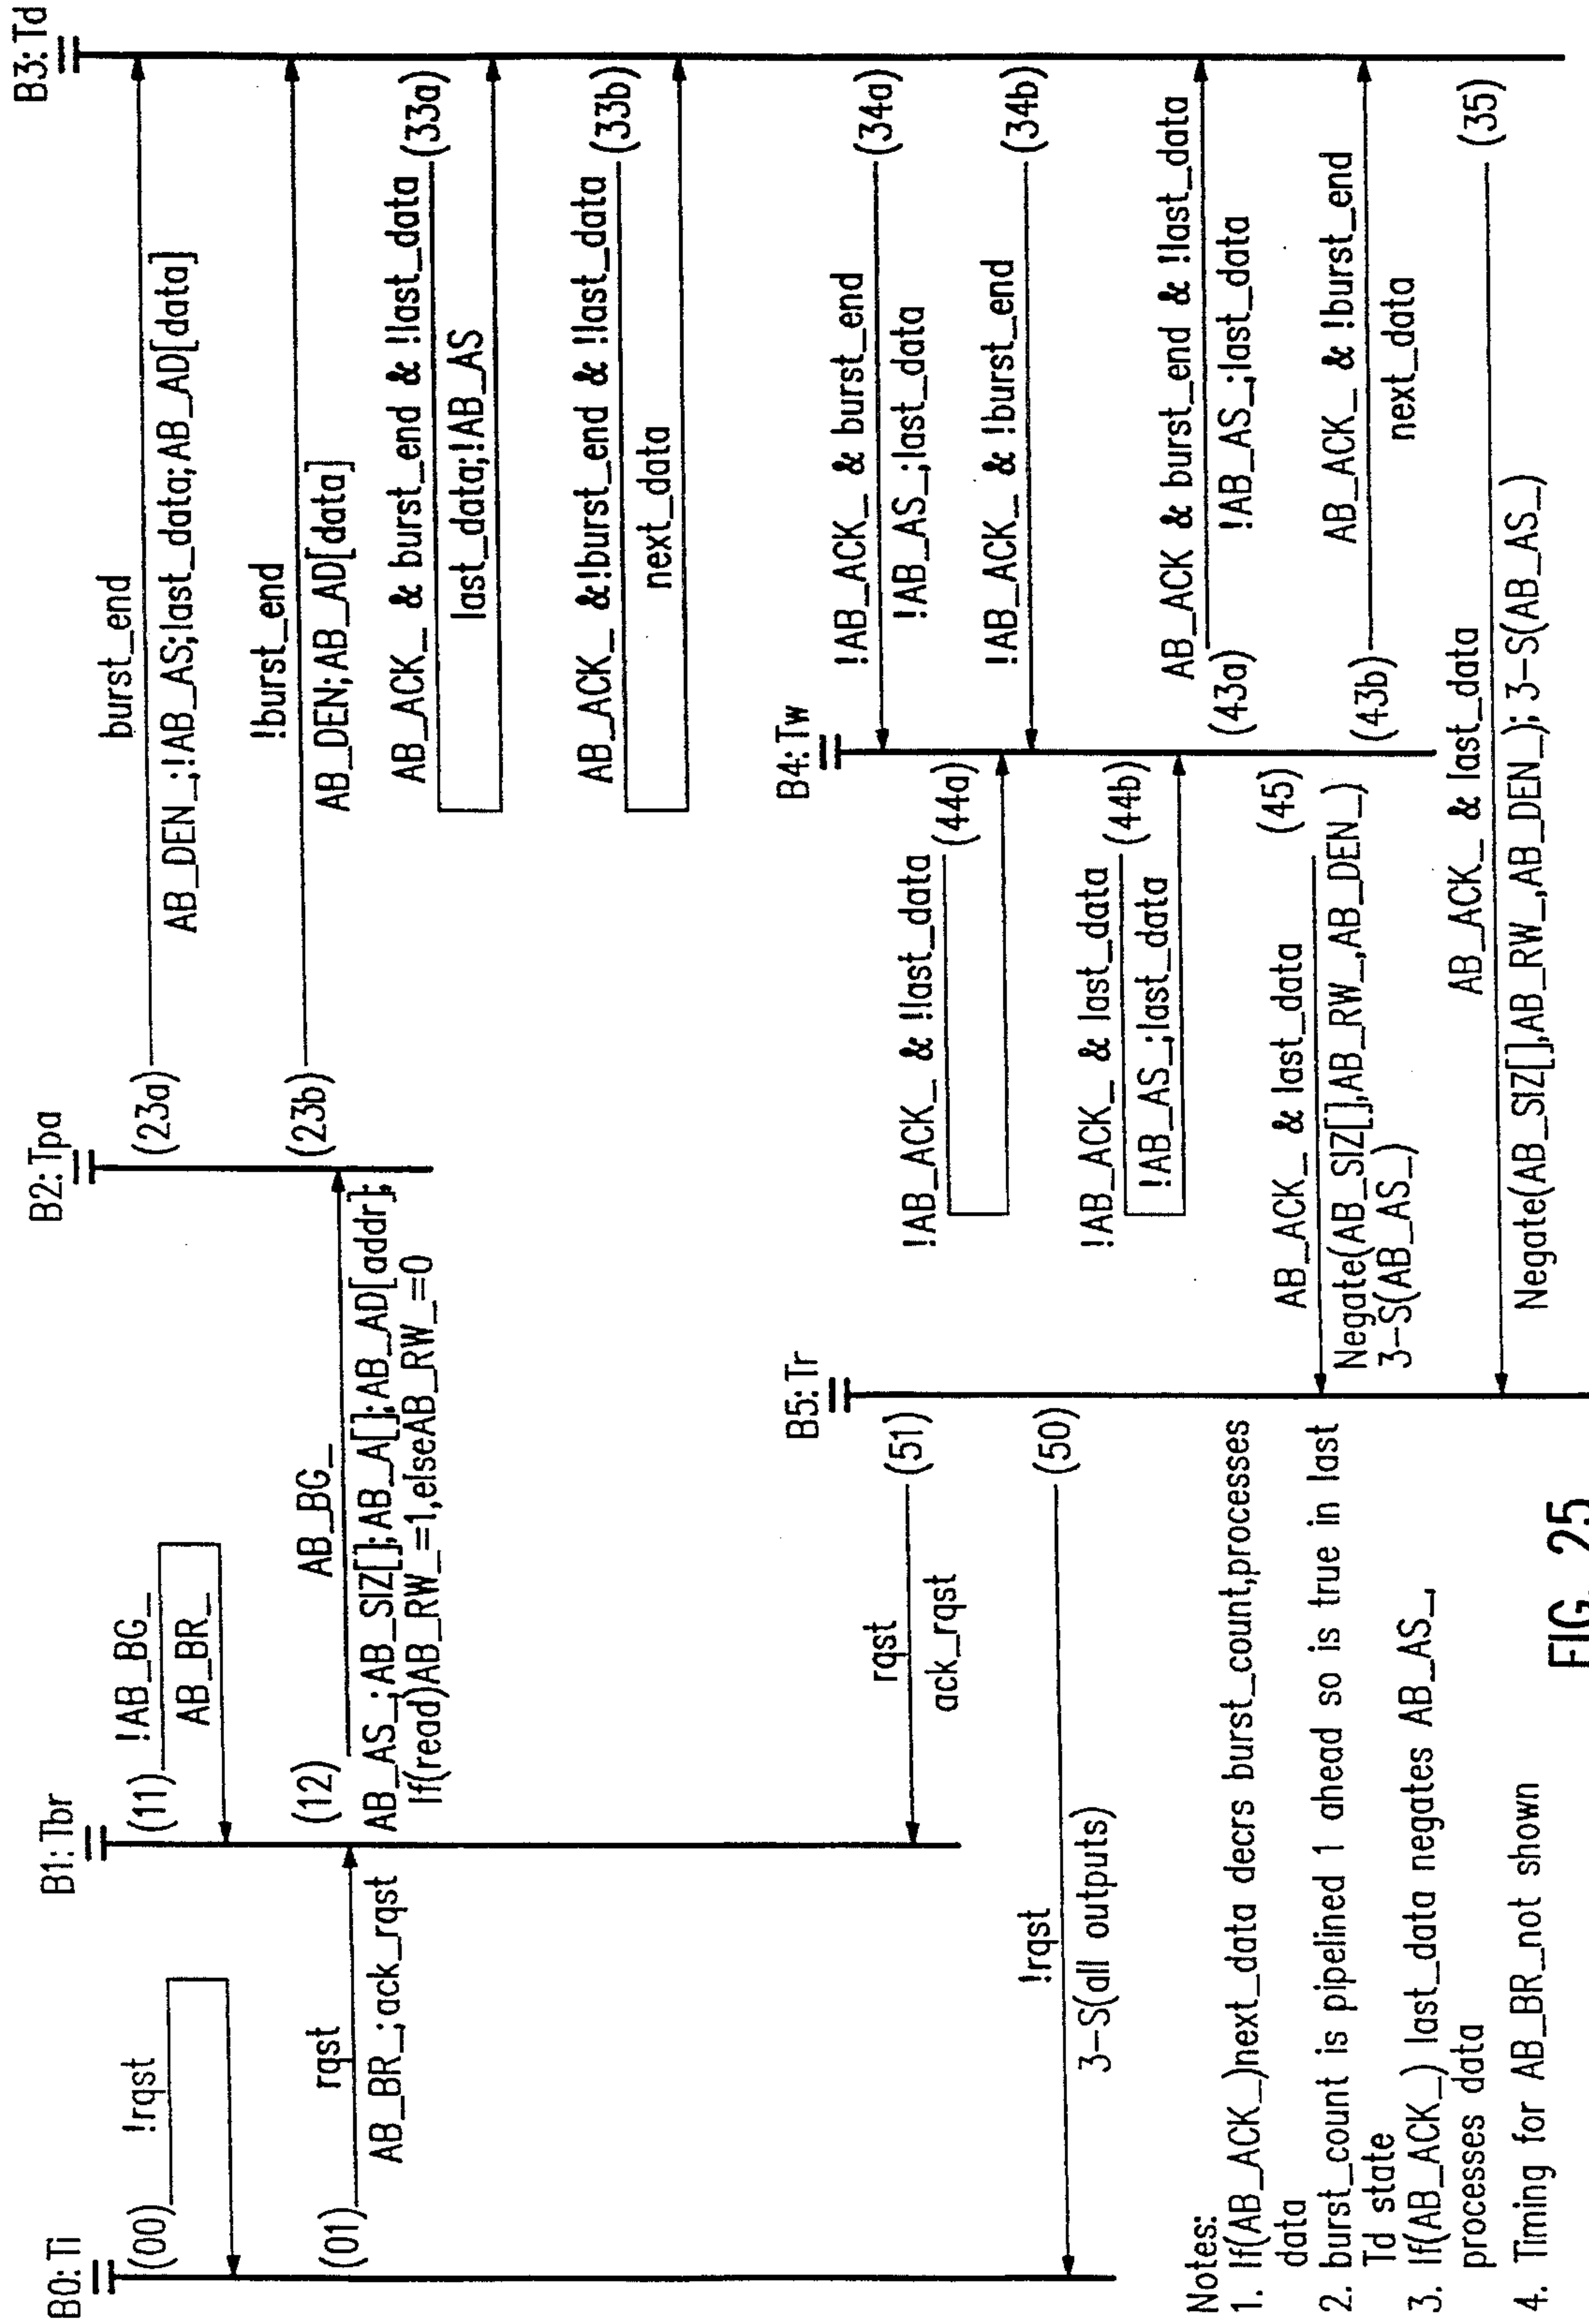 B0: Ti
(00)
!rqst
(01)
rqst
AB_BR_;ack_rqst
B1: Tbr
(11)
!AB_BG_
AB_BR_
(12)
AB_BG_
AB_AS_;AB_SIZ[];AB_A[];AB_AD[addr];
If(read)AB_RW_=1,elseAB_RW_=0
B2: Tpa
(23a)
burst_end
AB_DEN_;!AB_AS;last_data;AB_AD[data]
(23b)
!burst_end
AB_DEN;AB_AD[data]
B3: Td
AB_ACK_ & burst_end & !last_data (33a)
last_data;!AB_AS
AB_ACK_ &!burst_end & !last_data (33b)
next_data
B4: Tw
!AB_ACK_ & burst_end (34a)
!AB_AS_;last_data
!AB_ACK_ & !burst_end (34b)
!AB_ACK_ & !last_data (44a)
!AB_ACK_ & last_data (44b)
!AB_AS_;last_data
(43a)
AB_ACK & burst_end & !last_data
!AB_AS_;last_data
(43b)
AB_ACK_ & !burst_end
next_data
B5: Tr
(51)
rqst
ack_rqst
(50)
!rqst
3-S(all outputs)
AB_ACK_ & last_data (45)
Negate(AB_SIZ[],AB_RW_,AB_DEN_)
3-S(AB_AS_)
AB_ACK_ & last_data (35)
Negate(AB_SIZ[],AB_RW_,AB_DEN_); 3-S(AB_AS_)
Notes:
1. If(AB_ACK_)next_data decrs burst_count,processes
data
2. burst_count is pipelined 1 ahead so is true in last
Td state
3. If(AB_ACK_) last_data negates AB_AS_,
processes data
4. Timing for AB_BR_not shown
FIG. 25